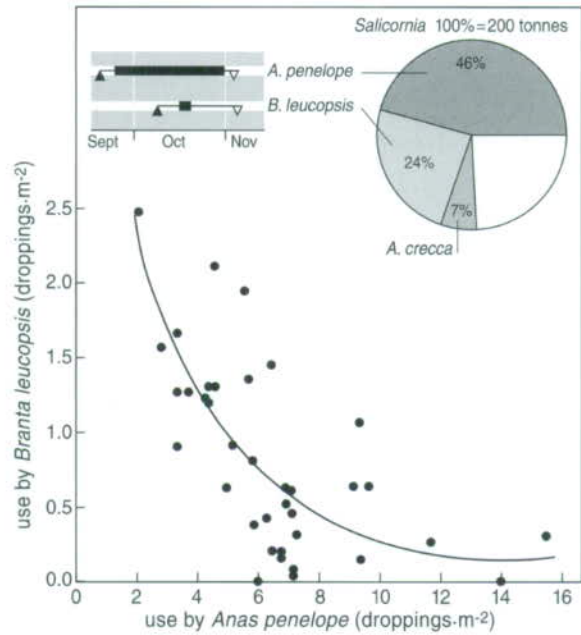 Salicornia 100%=200 tonnes
46%
A. penelope
B. leucopsis
Sept Oct Nov
24%
7%
A. crecca
2.5
2.0
1.5
1.0
0.5
0.0
use by Branta leucopsis (droppings·m-2)
0 2 4 6 8 10 12 14 16
use by Anas penelope (droppings·m-2)